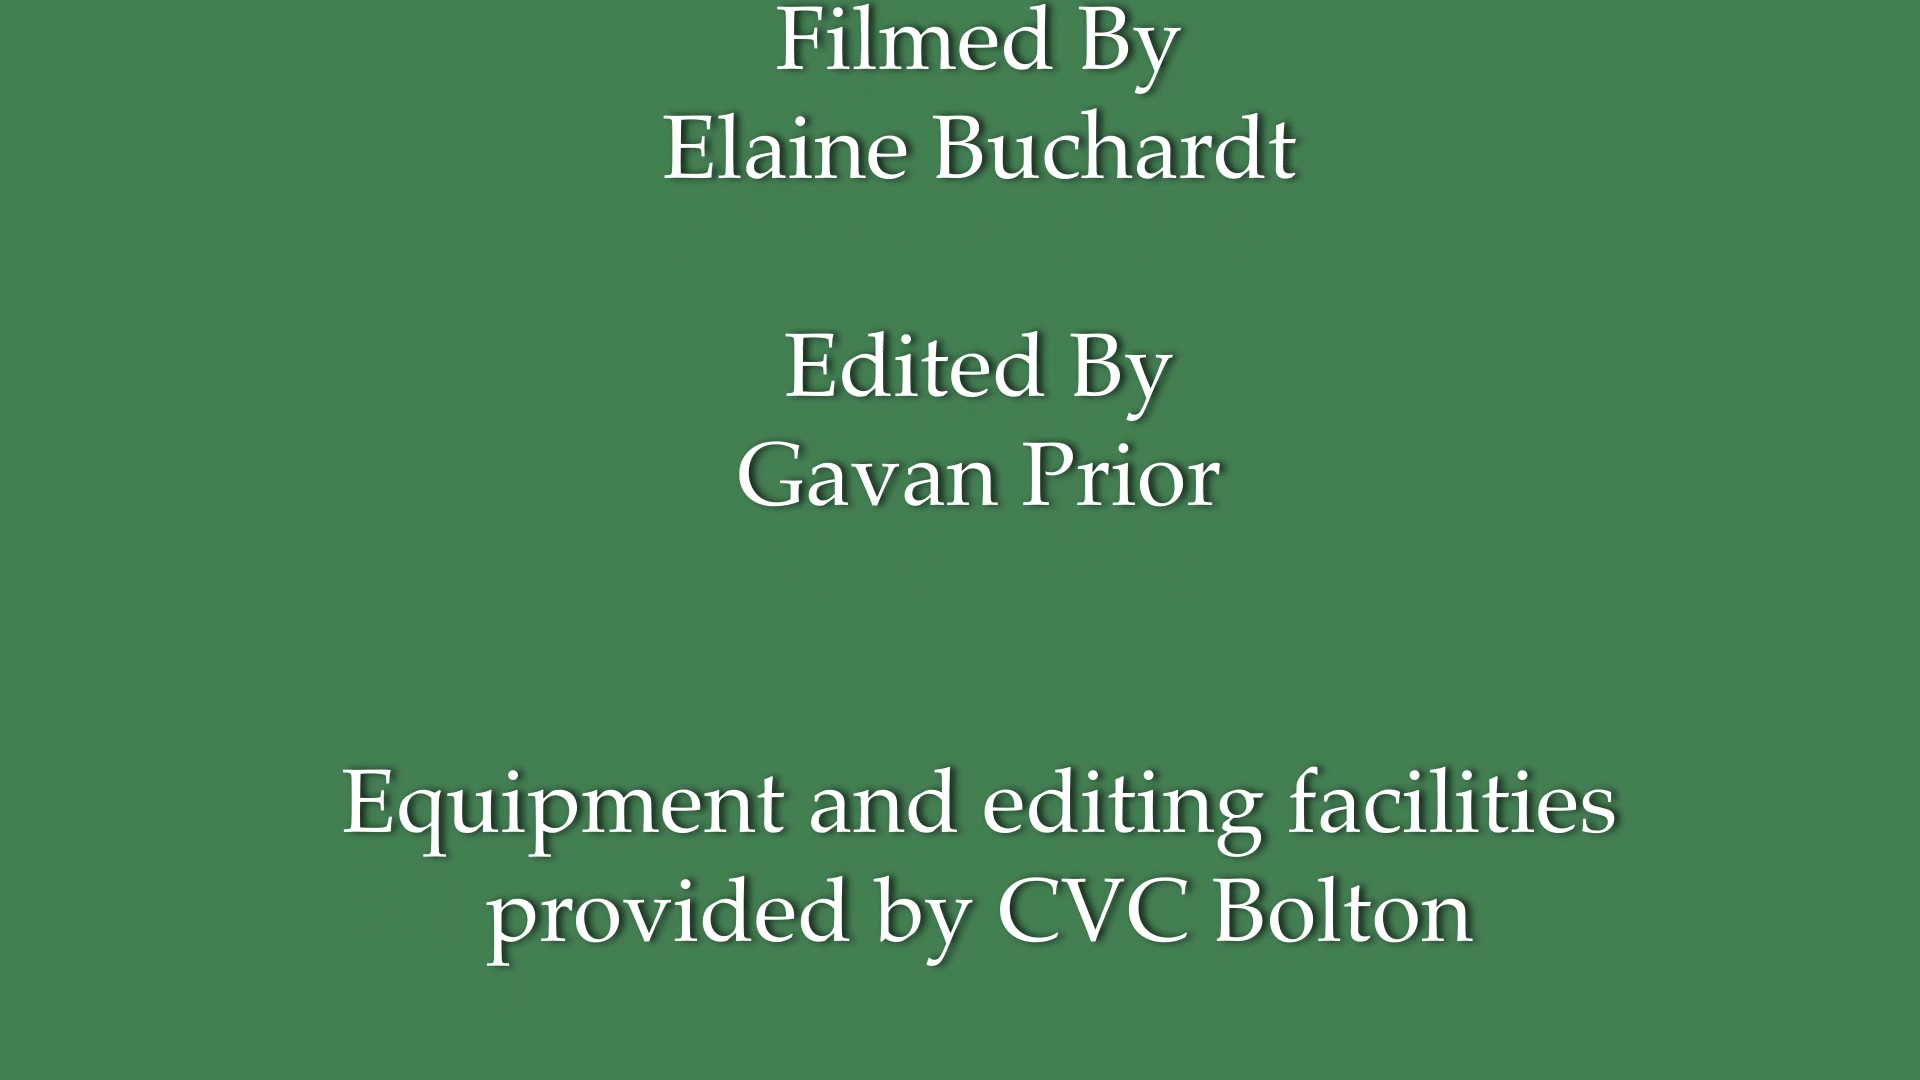 Filmed By
Elaine Buchardt
Edited By
Gavan Prior
Equipment and editing facilities
provided by CVC Bolton